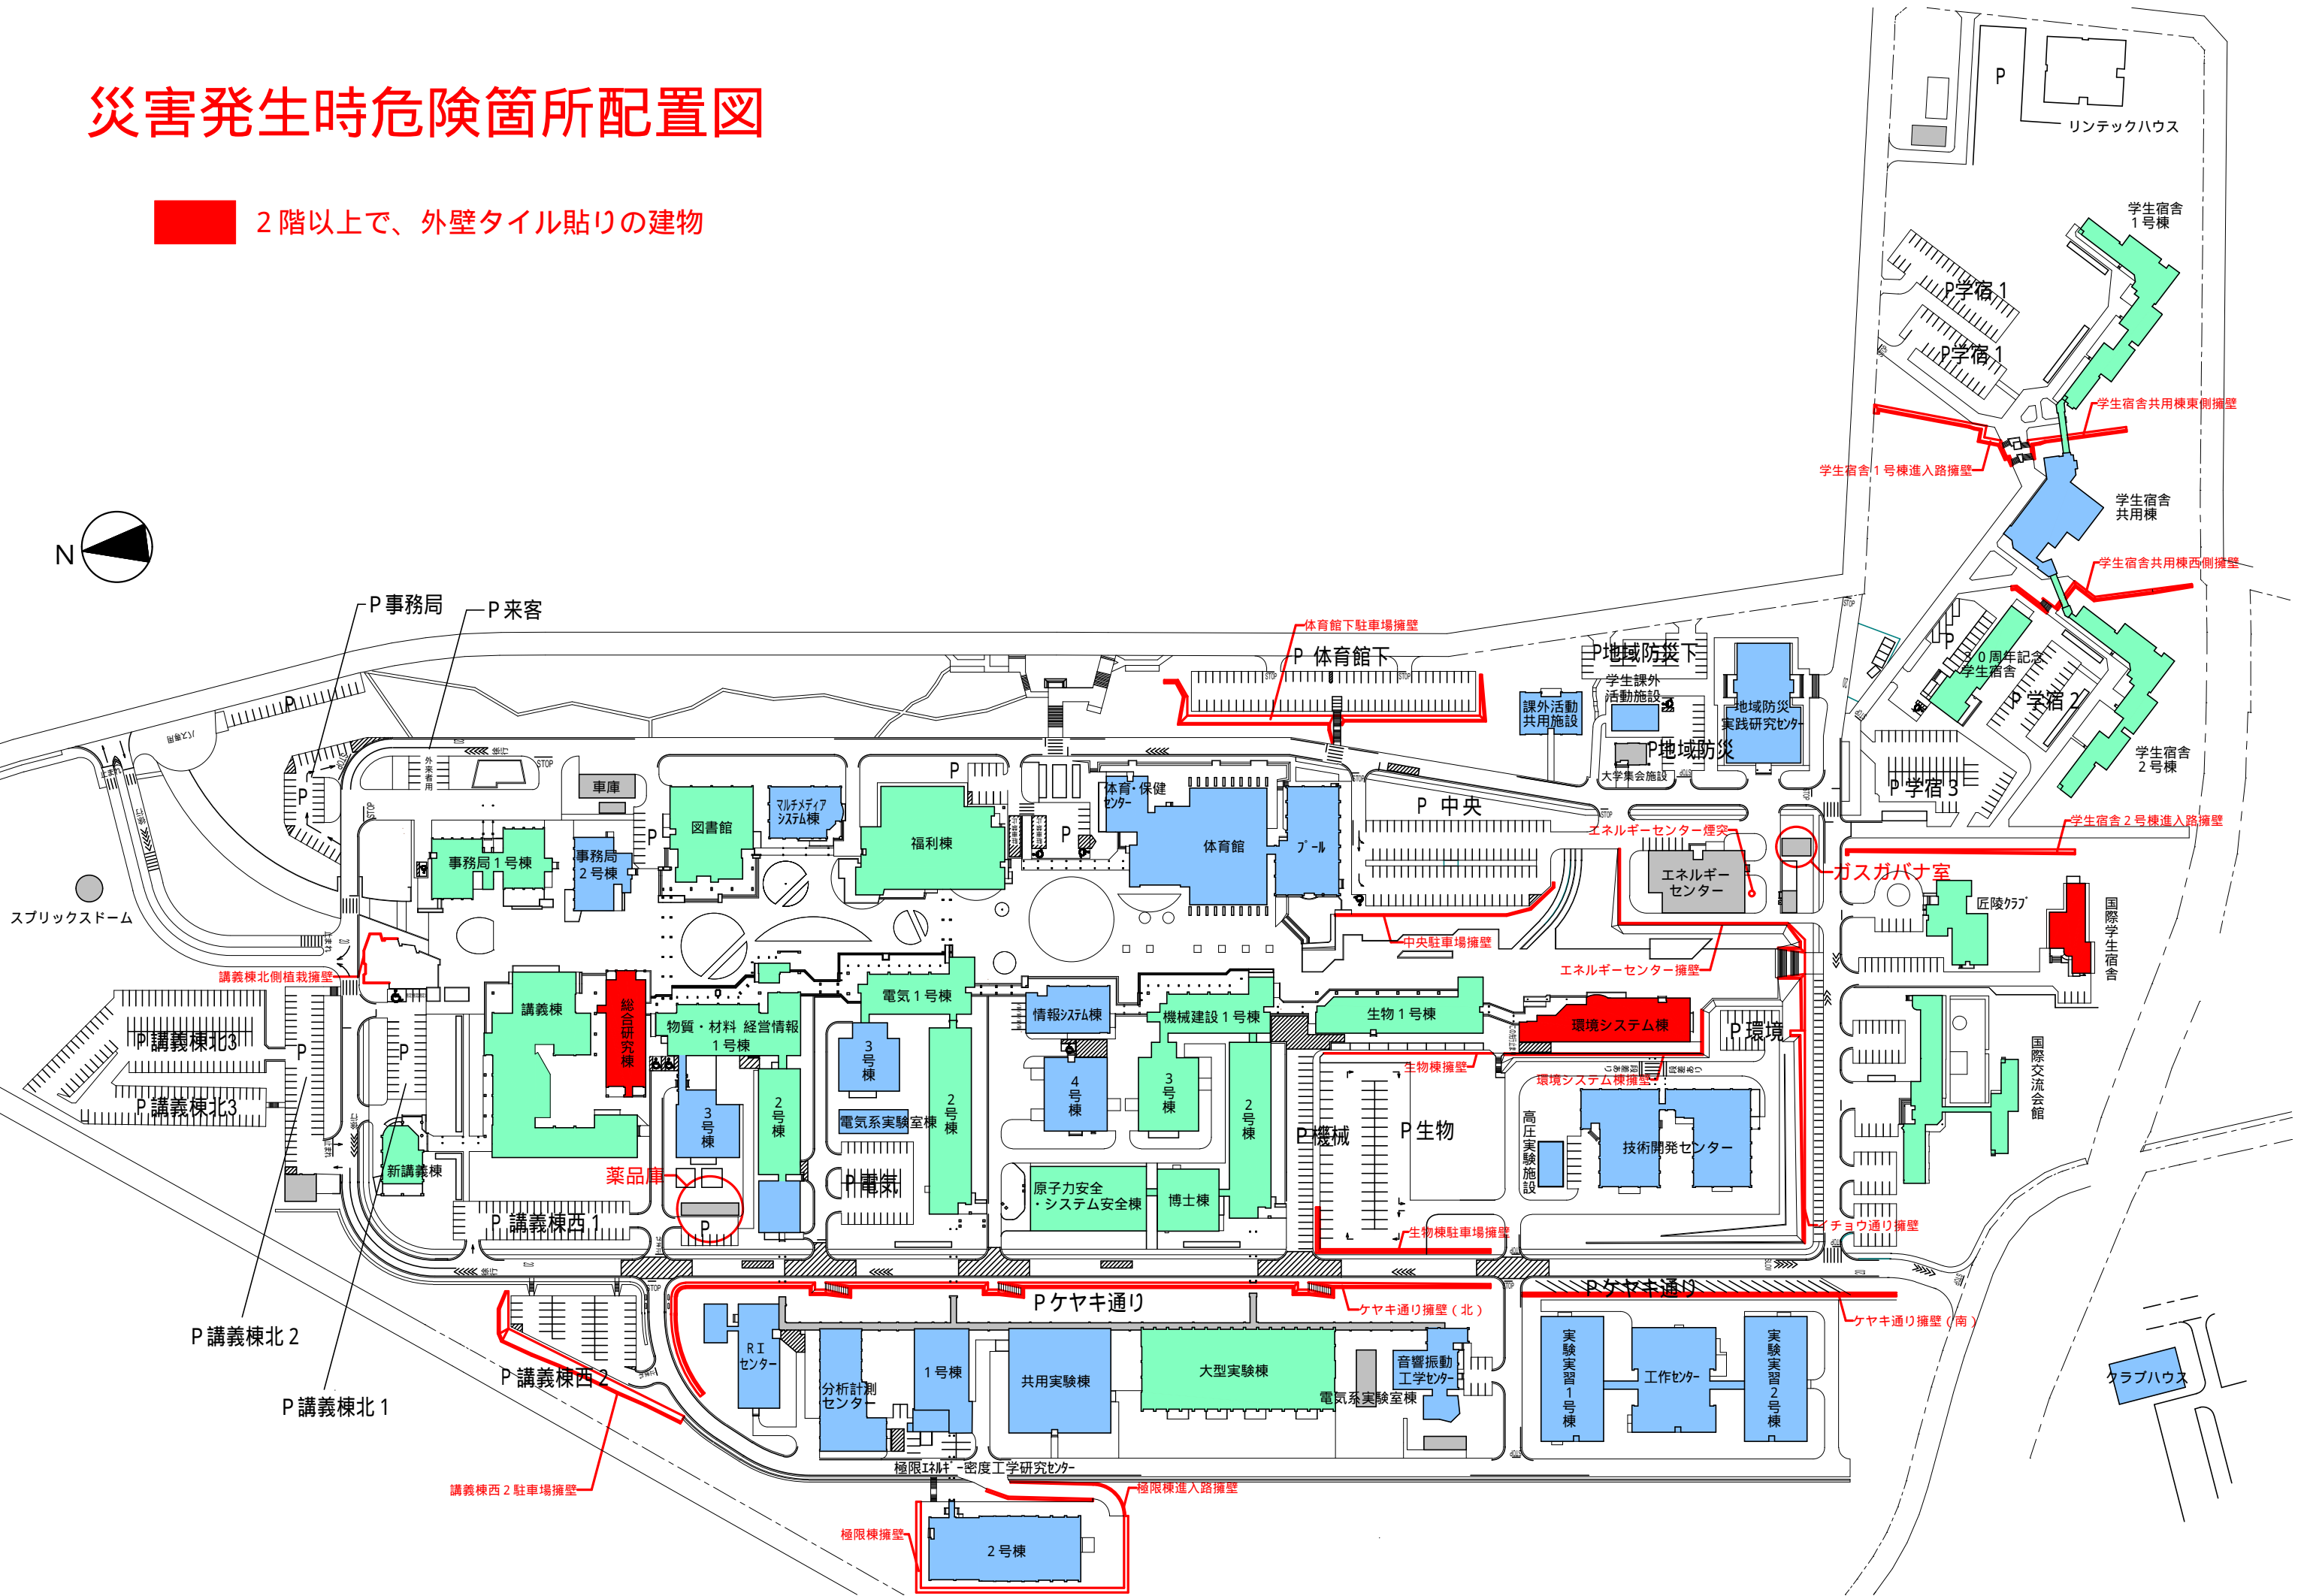 災害発生時危険箇所配置図
２階以上で、外壁タイル貼りの建物
P
リンテックハウス
学生宿舎
１号棟
P学宿１
P学宿１
学生宿舎共用棟東側擁壁
学生宿舎１号棟進入路擁壁
学生宿舎
共用棟
N
学生宿舎共用棟西側擁壁
P事務局
P来客
体育館下駐車場擁壁
P 体育館下
P地域防災下
P
３０周年記念
学生宿舎
P学宿２
学生課外
活動施設
課外活動
共用施設
地域防災
実践研究ｾﾝﾀｰ
P
バス専用
P地域防災
大学集会施設
学生宿舎
２号棟
P学宿３
外来者用
STOP
車庫
P
P
体育・保健
ｾﾝﾀｰ
P 中央
マルチメディア
システム棟
図書館
P
福利棟
P
体育館
ﾌﾟｰﾙ
エネルギーセンター煙突
学生宿舎２号棟進入路擁壁
事務局１号棟
事務局
２号棟
エネルギー
センター
ガスガバナ室
スプリックスドーム
匠陵ｸﾗﾌﾞ
国際学生宿舎
中央駐車場擁壁
エネルギーセンター擁壁
講義棟北側植栽擁壁
講義棟
総合研究棟
電気１号棟
情報ｼｽﾃﾑ棟
機械建設１号棟
生物１号棟
環境システム棟
P環境
物質・材料 経営情報
１号棟
P講義棟北3
P
P
３号棟
生物棟擁壁
環境システム棟擁壁
国際交流会館
P講義棟北3
３号棟
２号棟
電気系実験室棟
２号棟
４号棟
３号棟
２号棟
P機械
P生物
高圧実験施設
技術開発センター
新講義棟
薬品庫
P電気
原子力安全
・システム安全棟
博士棟
P 講義棟西１
P
生物棟駐車場擁壁
イチョウ通り擁壁
Pケヤキ通り
Pケヤキ通り
ケヤキ通り擁壁（北）
ケヤキ通り擁壁（南）
P講義棟北２
P講義棟西２
P講義棟北１
ＲＩ
センター
分析計測
センター
１号棟
共用実験棟
大型実験棟
音響振動
工学ｾﾝﾀｰ
電気系実験室棟
実験実習１号棟
工作ｾﾝﾀｰ
実験実習２号棟
クラブハウス
極限ｴﾈﾙｷﾞｰ密度工学研究ｾﾝﾀｰ
講義棟西２駐車場擁壁
極限棟進入路擁壁
極限棟擁壁
２号棟